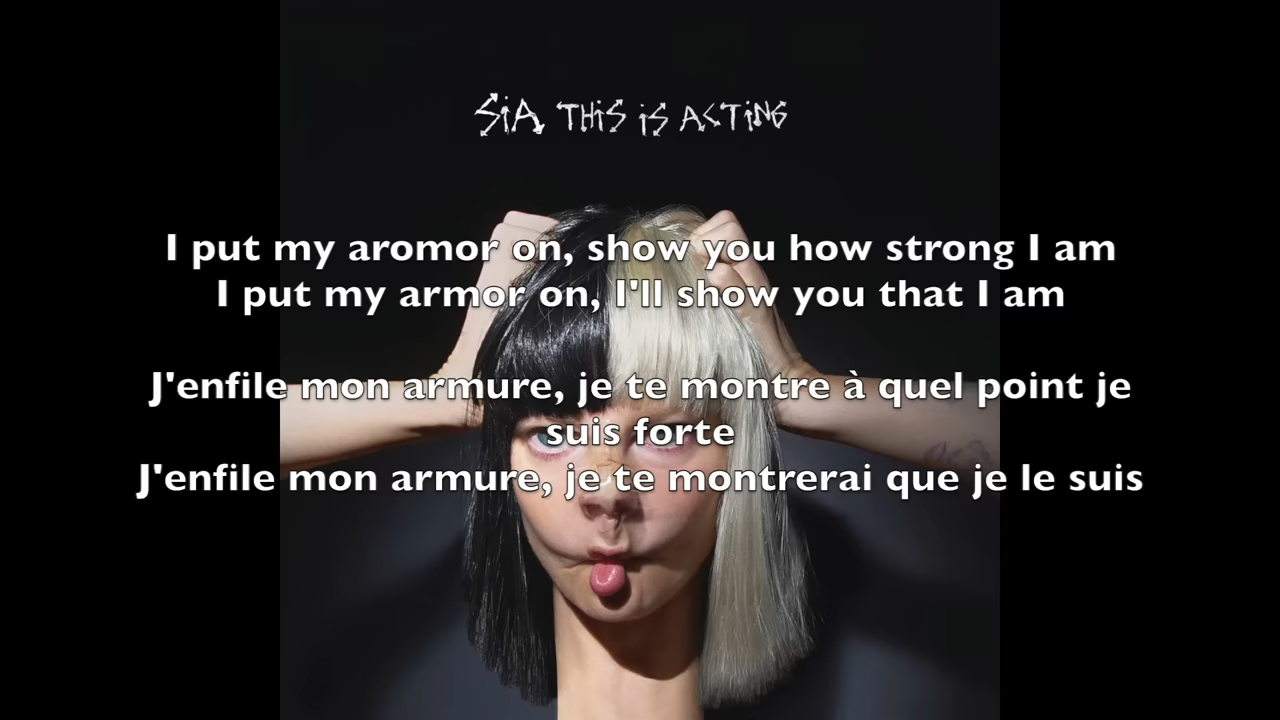 SiA THiS iS ACTiNG
I put my aromor on, show you how strong I am
I put my armor on, I'll show you that I am
J'enfile mon armure, je te montre à quel point je
suis forte
J'enfile mon armure, je te montrerai que je le suis